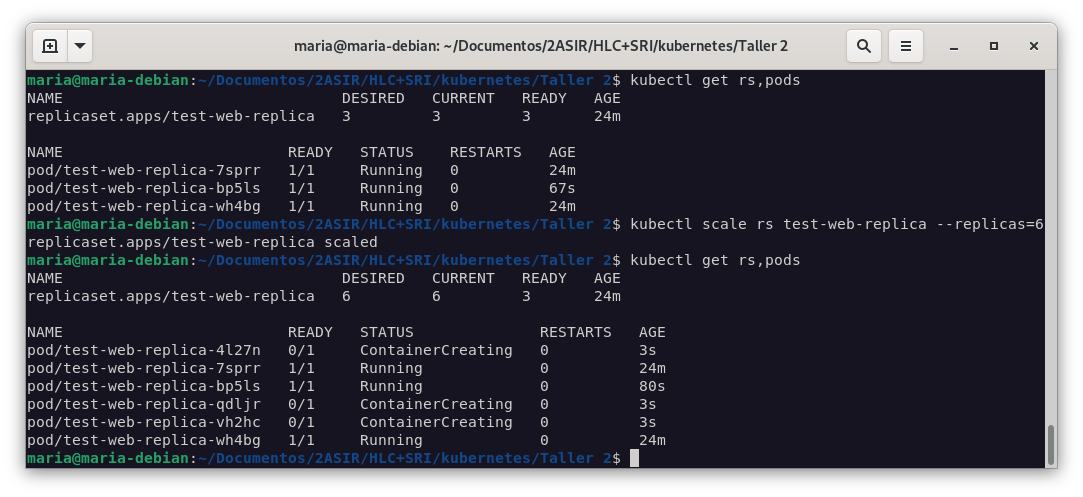 maria@maria-debian: ~/Documentos/2ASIR/HLC+SRI/kubernetes/Taller 2
maria@maria-debian:~/Documentos/2ASIR/HLC+SRI/kubernetes/Taller 2$ kubectl get rs,pods
NAME                               DESIRED   CURRENT   READY   AGE
replicaset.apps/test-web-replica   3         3         3       24m

NAME                         READY   STATUS    RESTARTS   AGE
pod/test-web-replica-7sprr   1/1     Running   0          24m
pod/test-web-replica-bp5ls   1/1     Running   0          67s
pod/test-web-replica-wh4bg   1/1     Running   0          24m
maria@maria-debian:~/Documentos/2ASIR/HLC+SRI/kubernetes/Taller 2$ kubectl scale rs test-web-replica --replicas=6
replicaset.apps/test-web-replica scaled
maria@maria-debian:~/Documentos/2ASIR/HLC+SRI/kubernetes/Taller 2$ kubectl get rs,pods
NAME                               DESIRED   CURRENT   READY   AGE
replicaset.apps/test-web-replica   6         6         3       24m

NAME                         READY   STATUS              RESTARTS   AGE
pod/test-web-replica-4l27n   0/1     ContainerCreating   0          3s
pod/test-web-replica-7sprr   1/1     Running             0          24m
pod/test-web-replica-bp5ls   1/1     Running             0          80s
pod/test-web-replica-qdljr   0/1     ContainerCreating   0          3s
pod/test-web-replica-vh2hc   0/1     ContainerCreating   0          3s
pod/test-web-replica-wh4bg   1/1     Running             0          24m
maria@maria-debian:~/Documentos/2ASIR/HLC+SRI/kubernetes/Taller 2$